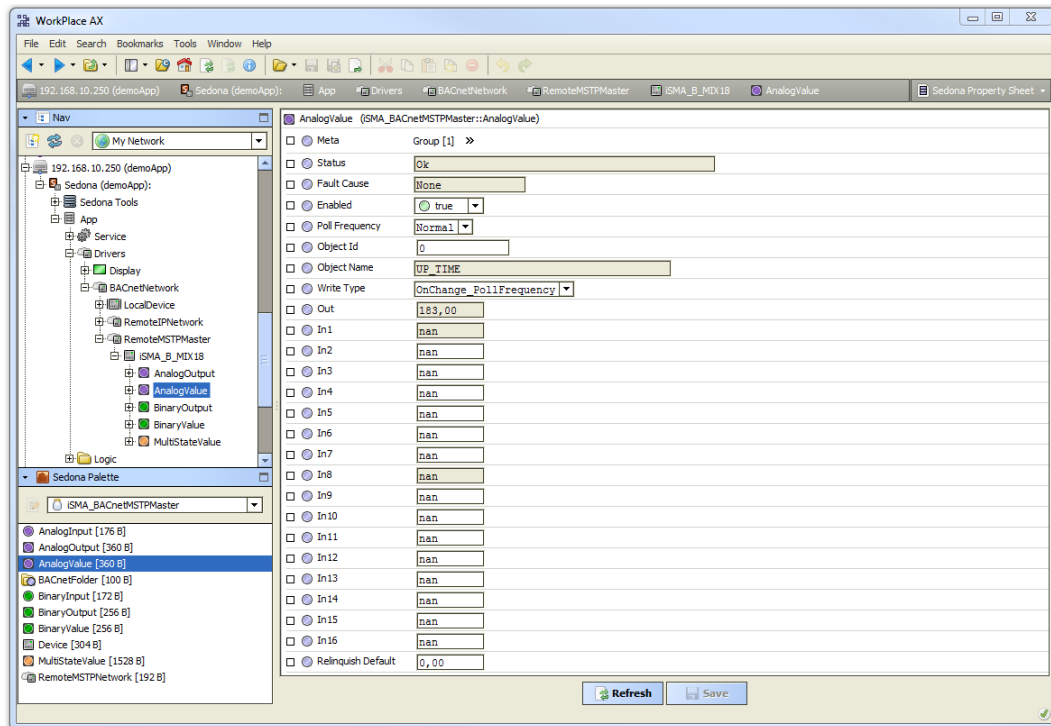 WorkPlace AX
File Edit Search Bookmarks Tools Window Help
192.168.10.250 (demoApp) Sedona (demoApp): App Drivers BACnetNetwork RemoteMSTPMaster iSMA_B_MIX18 AnalogValue Sedona Property Sheet
Nav
My Network
192.168.10.250 (demoApp)
Sedona (demoApp):
Sedona Tools
App
Service
Drivers
Display
BACnetNetwork
LocalDevice
RemoteIPNetwork
RemoteMSTPMaster
iSMA_B_MIX18
AnalogOutput
AnalogValue
BinaryOutput
BinaryValue
MultiStateValue
Logic
Sedona Palette
iSMA_BACnetMSTPMaster
AnalogInput [176 B]
AnalogOutput [360 B]
AnalogValue [360 B]
BACnetFolder [100 B]
BinaryInput [172 B]
BinaryOutput [256 B]
BinaryValue [256 B]
Device [304 B]
MultiStateValue [1528 B]
RemoteMSTPNetwork [192 B]
AnalogValue (iSMA_BACnetMSTPMaster::AnalogValue)
Meta Group [1] »
Status Ok
Fault Cause None
Enabled true
Poll Frequency Normal
Object Id 0
Object Name UP_TIME
Write Type OnChange_PollFrequency
Out 183,00
In1 nan
In2 nan
In3 nan
In4 nan
In5 nan
In6 nan
In7 nan
In8 nan
In9 nan
In10 nan
In11 nan
In12 nan
In13 nan
In14 nan
In15 nan
In16 nan
Relinquish Default 0,00
Refresh Save